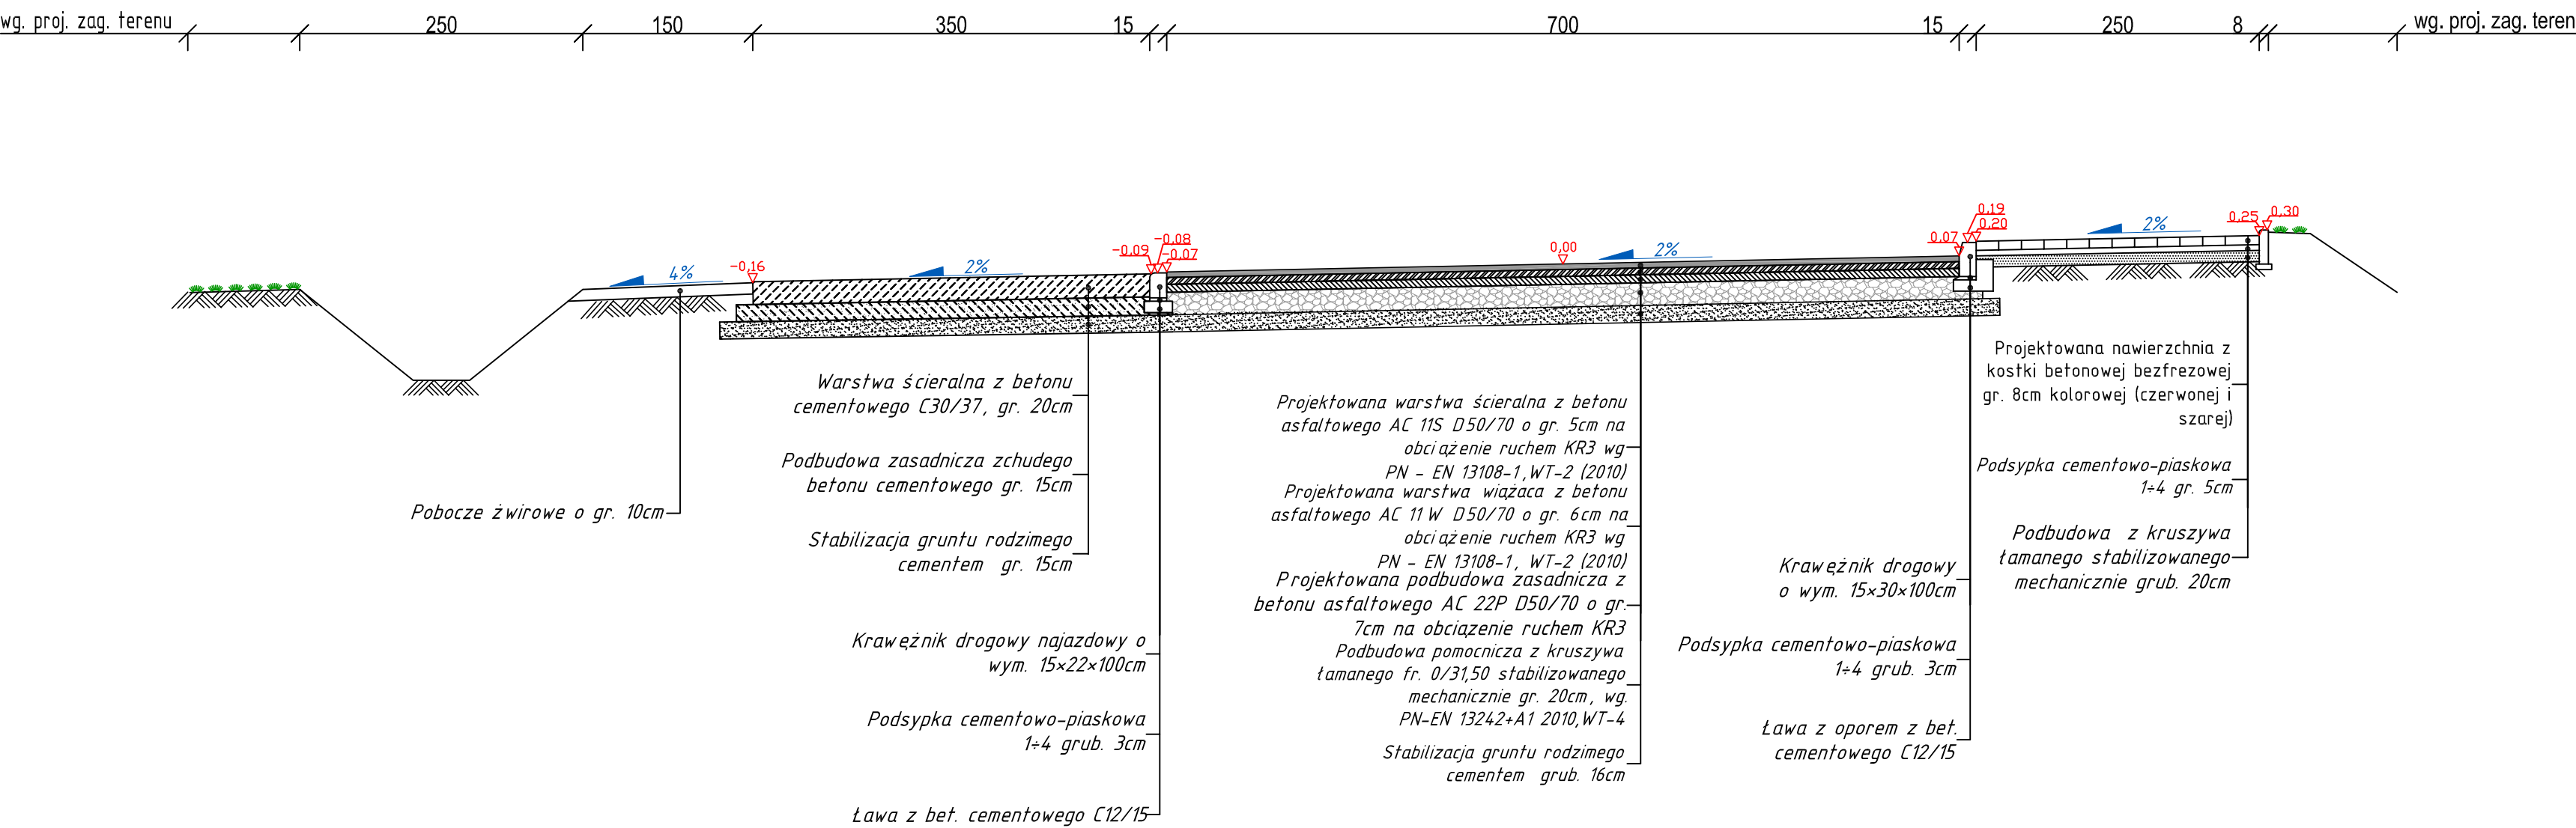 wg. proj. zag. terenu
250
150
350
15
700
15
250
8
wg. proj. zag. teren
4%
-0,16
2%
-0,09
-0,08
-0,07
0,00
2%
0,07
0,19
0,20
2%
0,25
0,30
Pobocze żwirowe o gr. 10cm
Warstwa ścieralna z betonu
cementowego C30/37, gr. 20cm
Podbudowa zasadnicza zchudego
betonu cementowego gr. 15cm
Stabilizacja gruntu rodzimego
cementem gr. 15cm
Krawężnik drogowy najazdowy o
wym. 15×22×100cm
Podsypka cementowo-piaskowa
1÷4 grub. 3cm
Ława z bet. cementowego C12/15
Projektowana warstwa ścieralna z betonu
asfaltowego AC 11S D50/70 o gr. 5cm na
obciążenie ruchem KR3 wg
PN - EN 13108-1,WT-2 (2010)
Projektowana warstwa wiążaca z betonu
asfaltowego AC 11 W D50/70 o gr. 6cm na
obciążenie ruchem KR3 wg
PN - EN 13108-1, WT-2 (2010)
Projektowana podbudowa zasadnicza z
betonu asfaltowego AC 22P D50/70 o gr.
7cm na obciązenie ruchem KR3
Podbudowa pomocnicza z kruszywa
łamanego fr. 0/31,50 stabilizowanego
mechanicznie gr. 20cm, wg.
PN-EN 13242+A1 2010,WT-4
Stabilizacja gruntu rodzimego
cementem grub. 16cm
Krawężnik drogowy
o wym. 15×30×100cm
Podsypka cementowo-piaskowa
1÷4 grub. 3cm
Ława z oporem z bet.
cementowego C12/15
Projektowana nawierzchnia z
kostki betonowej bezfrezowej
gr. 8cm kolorowej (czerwonej i
szarej)
Podsypka cementowo-piaskowa
1÷4 gr. 5cm
Podbudowa z kruszywa
łamanego stabilizowanego
mechanicznie grub. 20cm